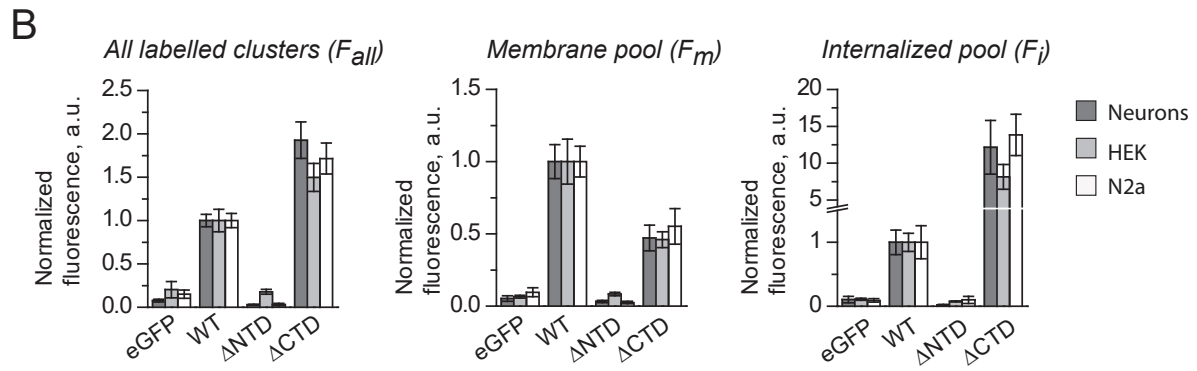 B
All labelled clusters (Fall)
Membrane pool (Fm)
Internalized pool (Fi)
Normalized
fluorescence, a.u.
2.5
2.0
1.5
1.0
0.5
0.0
eGFP
WT
ΔNTD
ΔCTD
Normalized
fluorescence, a.u.
1.5
1.0
0.5
0.0
eGFP
WT
ΔNTD
ΔCTD
Normalized
fluorescence, a.u.
20
15
10
5
1
0
eGFP
WT
ΔNTD
ΔCTD
Neurons
HEK
N2a